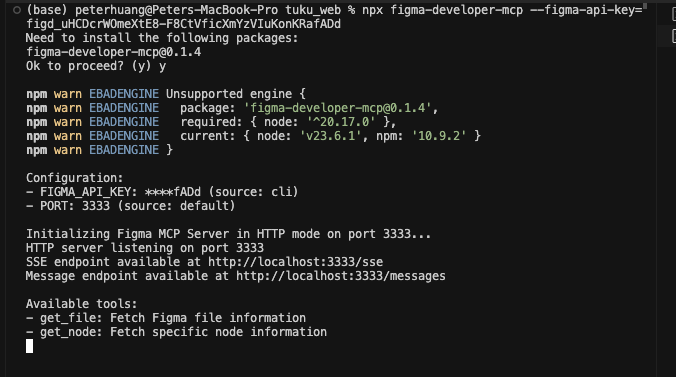 (base) peterhuang@Peters-MacBook-Pro tuku_web % npx figma-developer-mcp --figma-api-key=
figd_uHCDcrWOmeXtE8-F8CtVficXmYzVIuKonKRafADd
Need to install the following packages:
figma-developer-mcp@0.1.4
Ok to proceed? (y) y
npm warn EBADENGINE Unsupported engine {
npm warn EBADENGINE   package: 'figma-developer-mcp@0.1.4',
npm warn EBADENGINE   required: { node: '^20.17.0' },
npm warn EBADENGINE   current: { node: 'v23.6.1', npm: '10.9.2' }
npm warn EBADENGINE }
Configuration:
- FIGMA_API_KEY: ****fADd (source: cli)
- PORT: 3333 (source: default)
Initializing Figma MCP Server in HTTP mode on port 3333...
HTTP server listening on port 3333
SSE endpoint available at http://localhost:3333/sse
Message endpoint available at http://localhost:3333/messages
Available tools:
- get_file: Fetch Figma file information
- get_node: Fetch specific node information